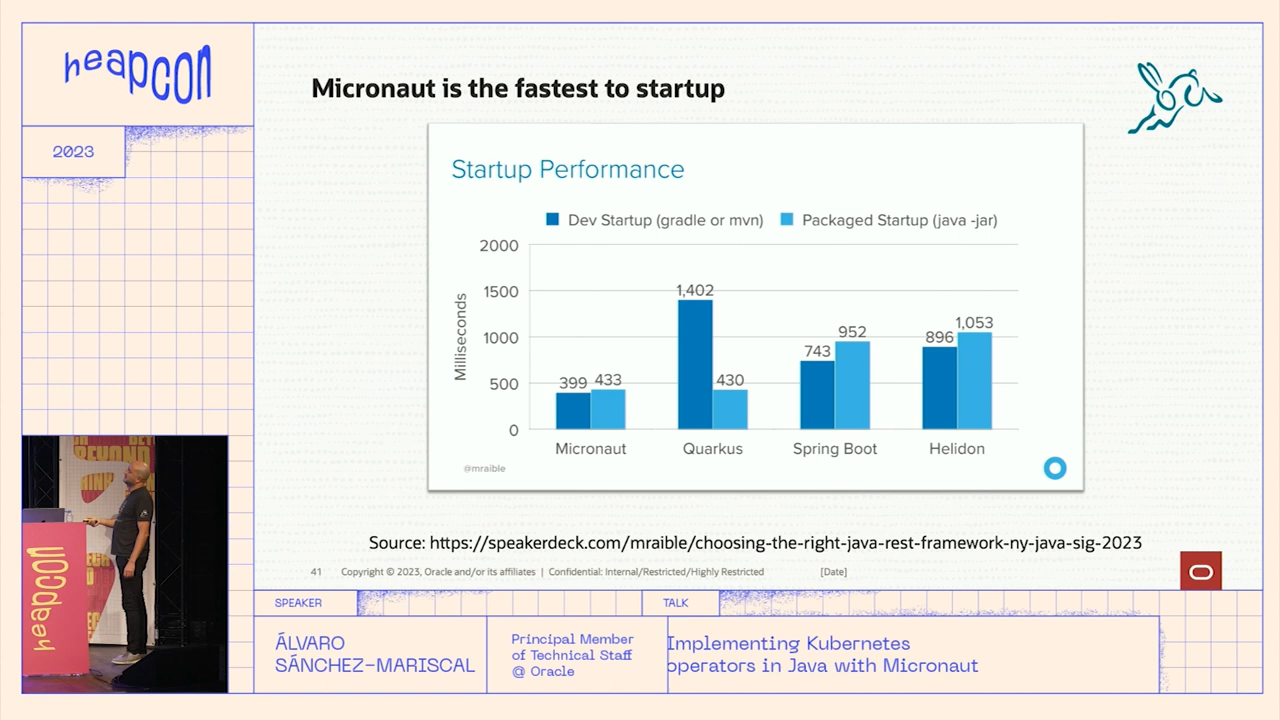 heapcon
2023
Micronaut is the fastest to startup
Startup Performance
Dev Startup (gradle or mvn)
Packaged Startup (java -jar)
Milliseconds
2000
1500
1000
500
0
399
433
1,402
430
743
952
896
1,053
Micronaut
Quarkus
Spring Boot
Helidon
@mraible
Source: https://speakerdeck.com/mraible/choosing-the-right-java-rest-framework-ny-java-sig-2023
41 Copyright © 2023, Oracle and/or its affiliates | Confidential: Internal/Restricted/Highly Restricted [Date]
heapcon
BEYOND
SPEAKER
ÁLVARO
SÁNCHEZ-MARISCAL
Principal Member
of Technical Staff
@ Oracle
TALK
Implementing Kubernetes
operators in Java with Micronaut